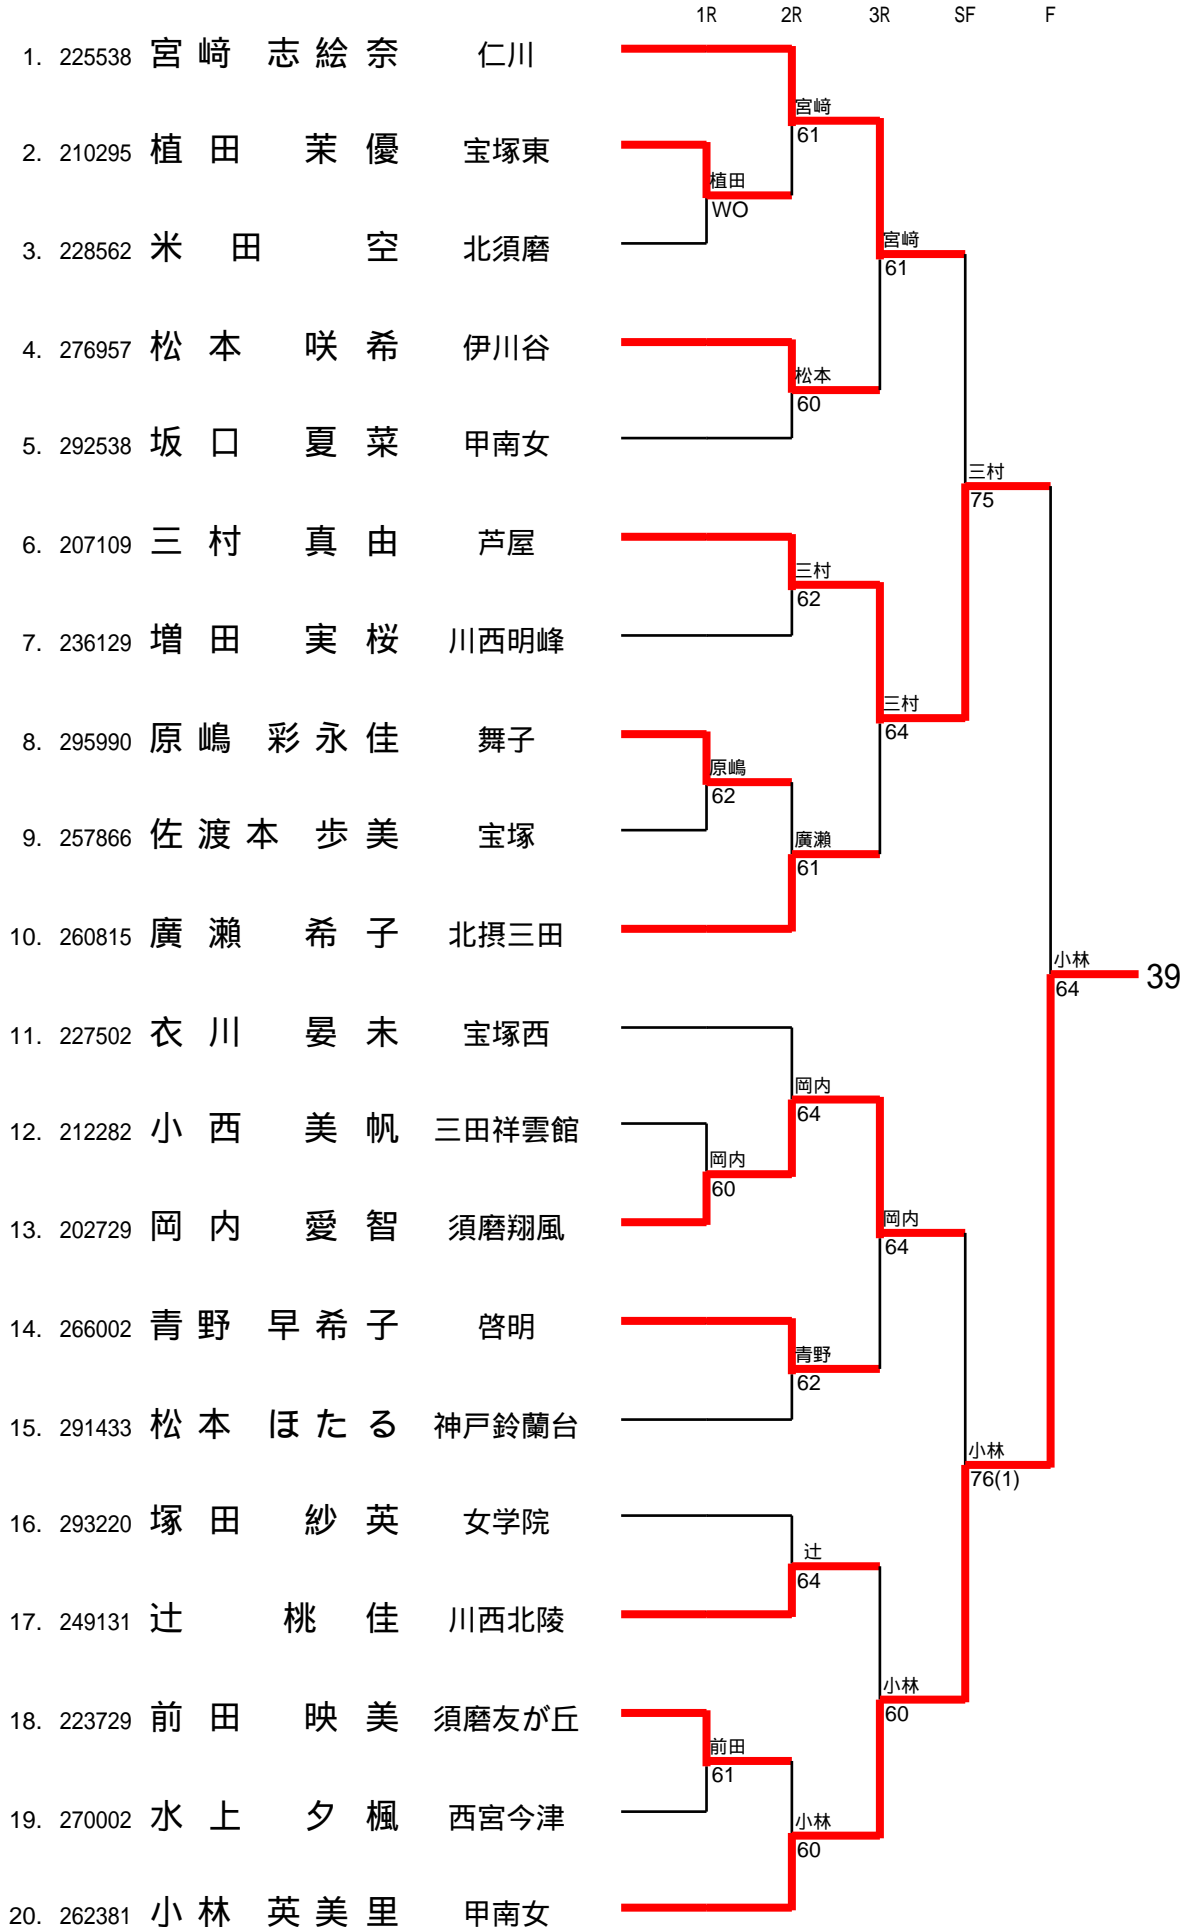 1R 2R 3R SF F
1. 225538 宮﨑 志絵奈 仁川
宮﨑
61
2. 210295 植田 茉優 宝塚東
植田
WO
3. 228562 米田 空 北須磨
宮﨑
61
4. 276957 松本 咲希 伊川谷
松本
60
5. 292538 坂口 夏菜 甲南女
三村
75
6. 207109 三村 真由 芦屋
三村
62
7. 236129 増田 実桜 川西明峰
三村
64
8. 295990 原嶋 彩永佳 舞子
原嶋
62
9. 257866 佐渡本 歩美 宝塚
廣瀨
61
10. 260815 廣瀨 希子 北摂三田
小林
64
39
11. 227502 衣川 晏未 宝塚西
岡内
64
12. 212282 小西 美帆 三田祥雲館
岡内
60
13. 202729 岡内 愛智 須磨翔風
岡内
64
14. 266002 青野 早希子 啓明
青野
62
15. 291433 松本 ほたる 神戸鈴蘭台
小林
76(1)
16. 293220 塚田 紗英 女学院
辻
64
17. 249131 辻 桃佳 川西北陵
小林
60
18. 223729 前田 映美 須磨友が丘
前田
61
19. 270002 水上 夕楓 西宮今津
小林
60
20. 262381 小林 英美里 甲南女